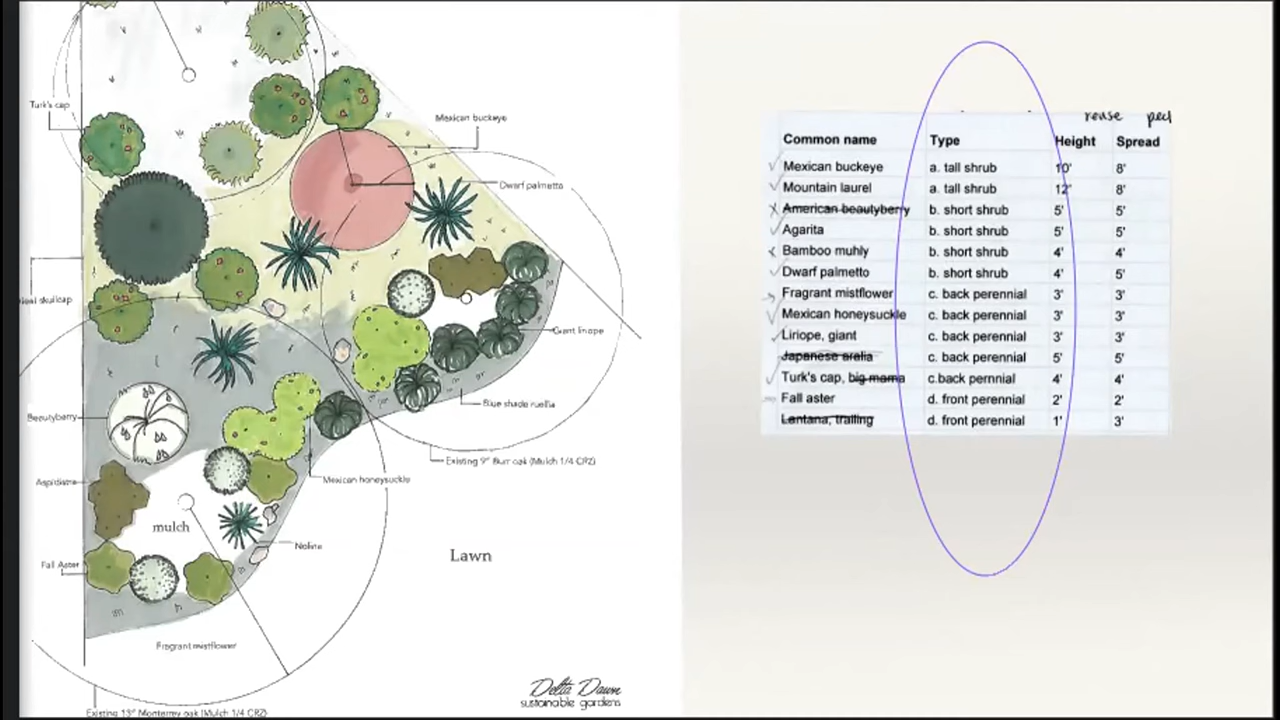 Turk's cap
Mexican buckeye
Dwarf palmetto
skullcap
Giant liriope
Blue shade ruellia
Beautyberry
Existing 9" Burr oak (Mulch 1/4 CRZ)
Mexican honeysuckle
Aspidistra
mulch
Nolina
Lawn
Fall Aster
Fragrant mistflower
Delta Dawn
sustainable gardens
Existing 13" Monterrey oak (Mulch 1/4 CRZ)
reuse
Common name Type Height Spread
Mexican buckeye a. tall shrub 10' 8'
Mountain laurel a. tall shrub 12' 8'
American beautyberry b. short shrub 5' 5'
Agarita b. short shrub 5' 5'
Bamboo muhly b. short shrub 4' 4'
Dwarf palmetto b. short shrub 4' 5'
Fragrant mistflower c. back perennial 3' 3'
Mexican honeysuckle c. back perennial 3' 3'
Liriope, giant c. back perennial 3' 3'
Japanese aralia c. back perennial 5' 5'
Turk's cap, big mama c.back pernnial 4' 4'
Fall aster d. front perennial 2' 2'
Lantana, trailing d. front perennial 1' 3'